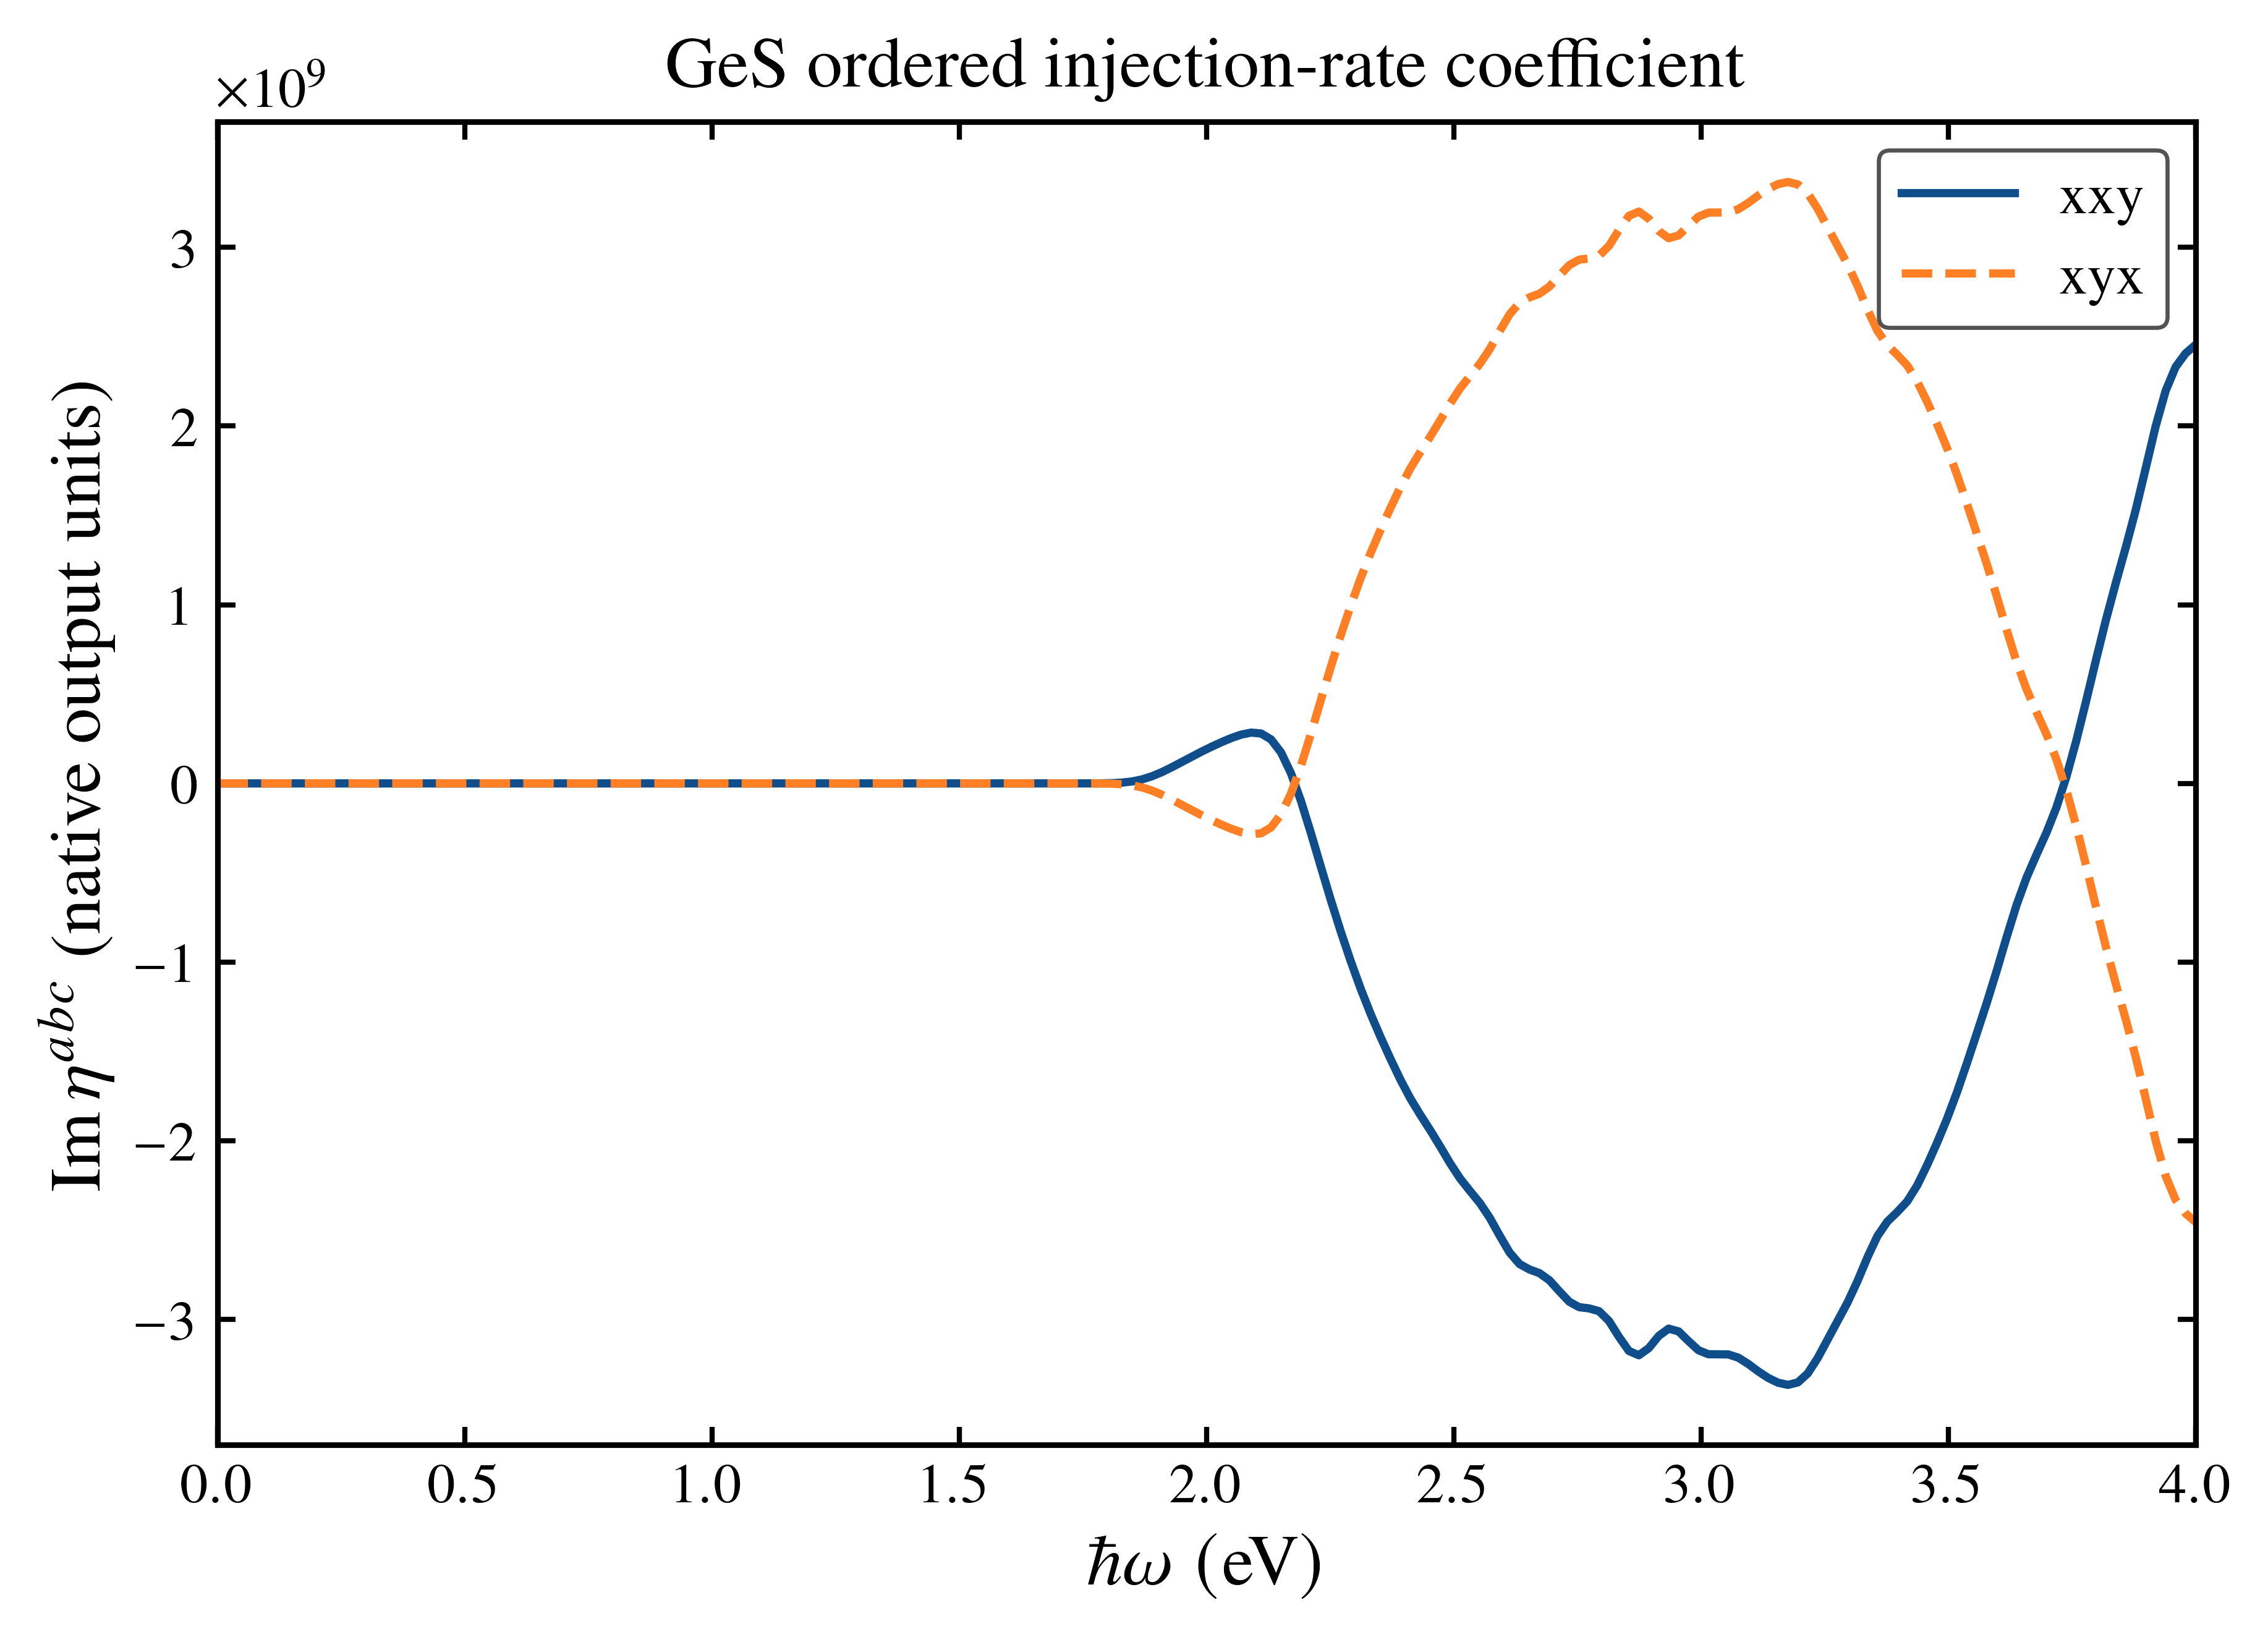 GeS ordered injection-rate coefficient
×10⁹
xxy
xyx
Im η^{abc} (native output units)
3
2
1
0
−1
−2
−3
0.0 0.5 1.0 1.5 2.0 2.5 3.0 3.5 4.0
ħω (eV)